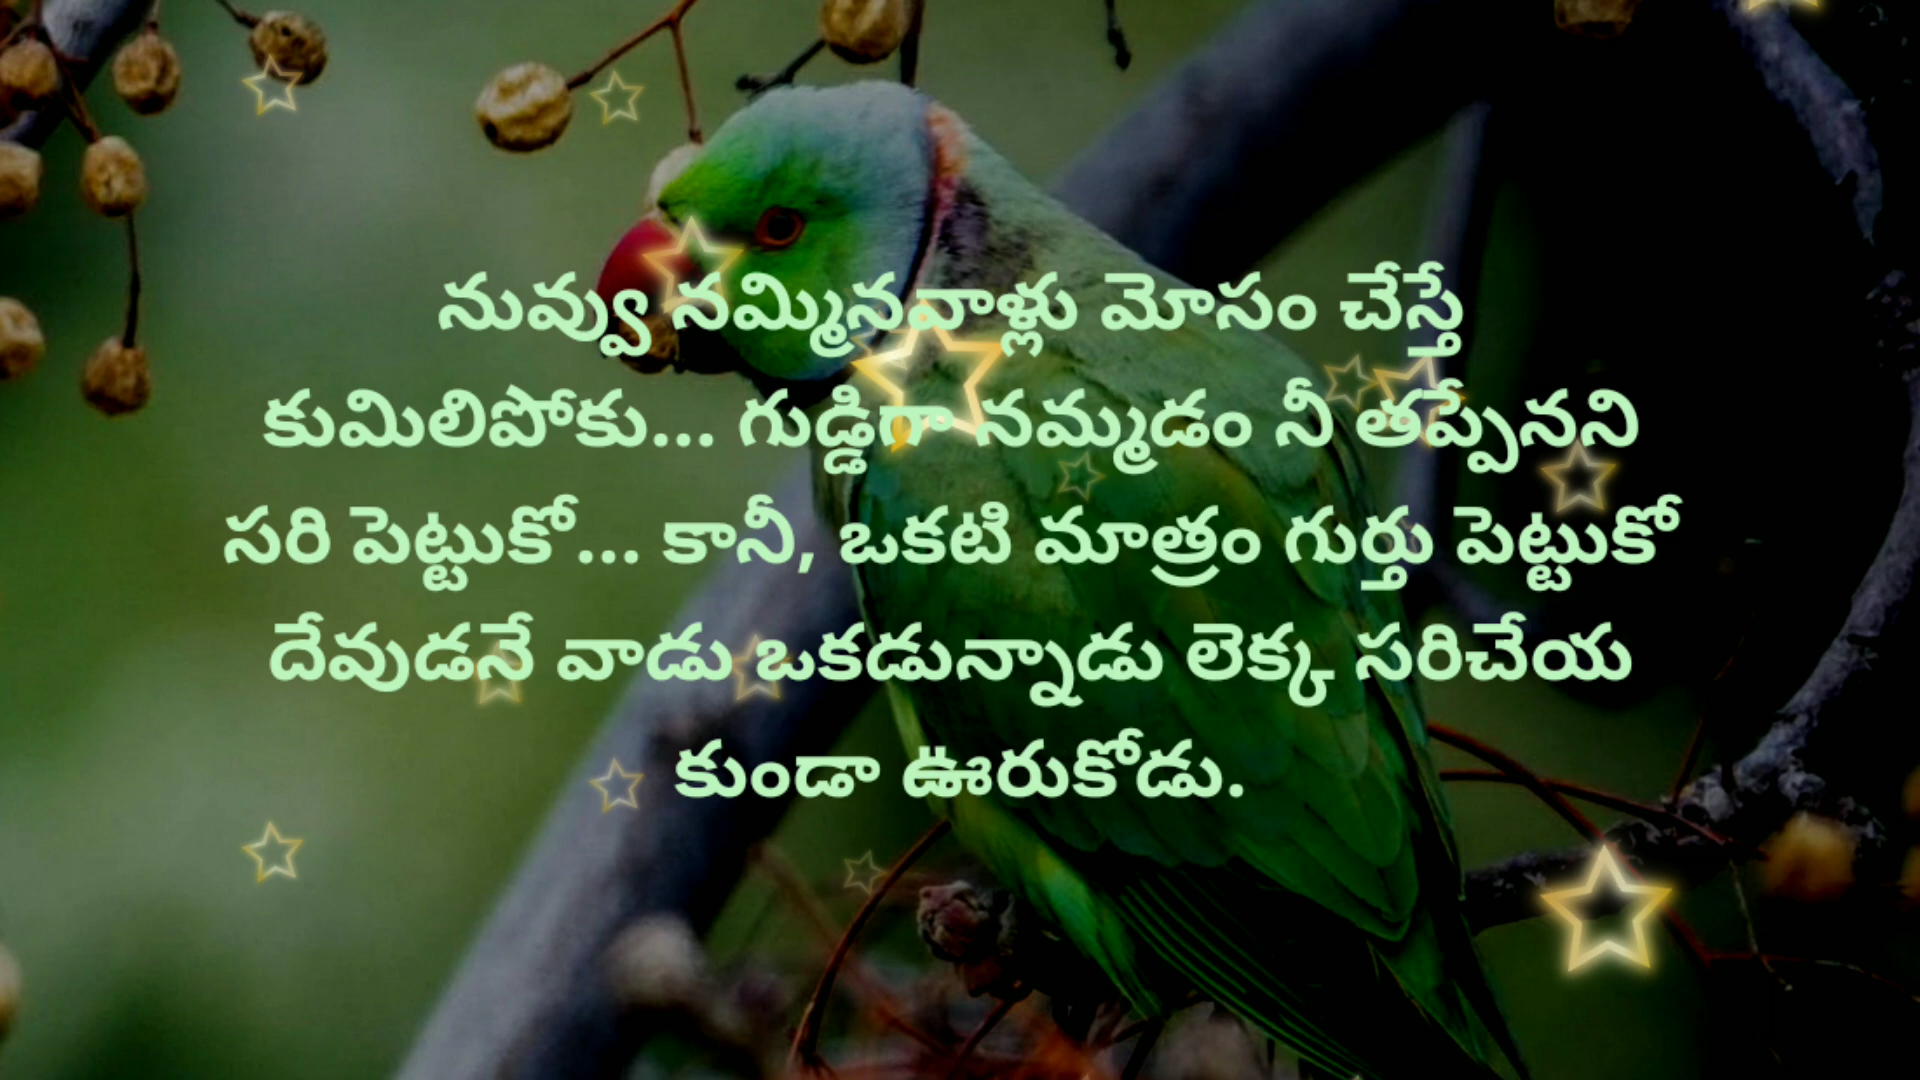 నువ్వు నమ్మినవాళ్లు మోసం చేస్తే
కుమిలిపోకు... గుడ్డిగా నమ్మడం నీ తప్పేనని
సరి పెట్టుకో... కానీ, ఒకటి మాత్రం గుర్తు పెట్టుకో
దేవుడనే వాడు ఒకడున్నాడు లెక్క సరిచేయ
కుండా ఊరుకోడు.